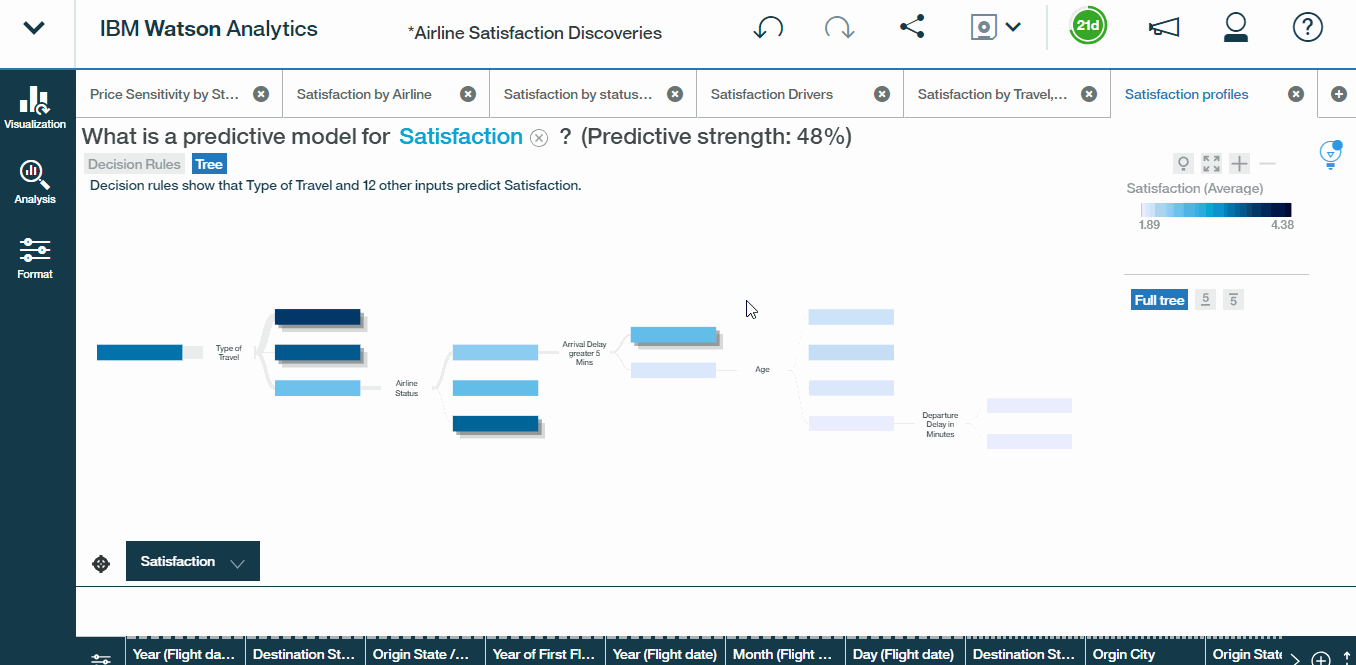 IBM Watson Analytics
*Airline Satisfaction Discoveries
21d
?
Visualization
Analysis
Format
Price Sensitivity by St...
Satisfaction by Airline
Satisfaction by status...
Satisfaction Drivers
Satisfaction by Travel,...
Satisfaction profiles
What is a predictive model for Satisfaction ? (Predictive strength: 48%)
Decision Rules Tree
Decision rules show that Type of Travel and 12 other inputs predict Satisfaction.
Satisfaction (Average)
1.89 4.38
Full tree 5 5
Type of
Travel
Airline
Status
Arrival Delay
greater 5
Mins
Age
Departure
Delay in
Minutes
Satisfaction
Year (Flight da...
Destination St...
Origin State /...
Year of First Fl...
Year (Flight date)
Month (Flight ...
Day (Flight date)
Destination St...
Orgin City
Origin State